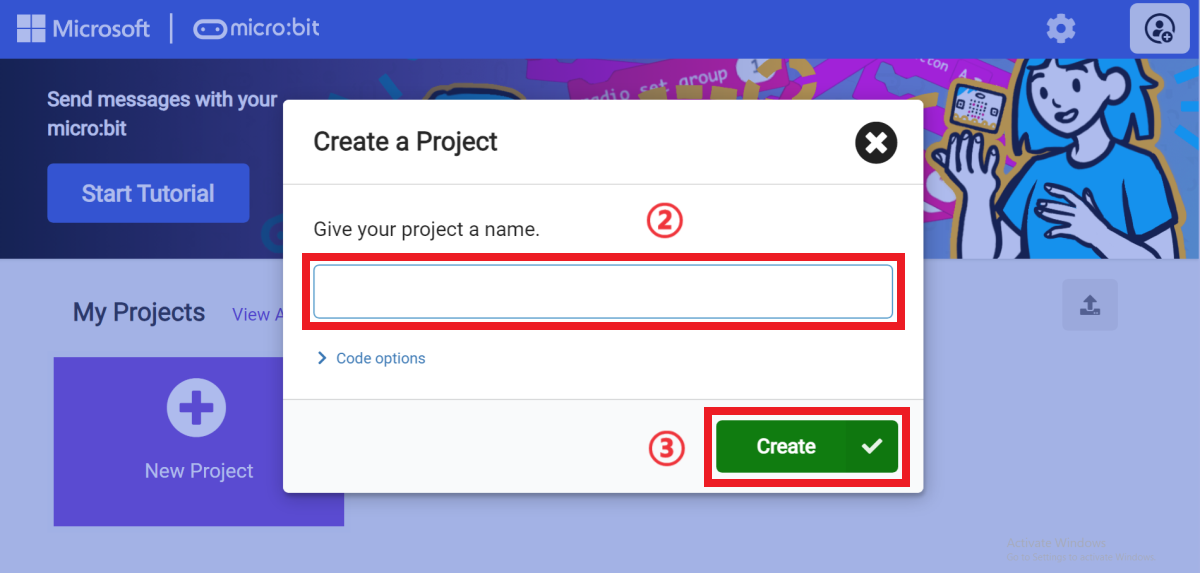 Microsoft | micro:bit
Send messages with your
micro:bit
Start Tutorial
radio set group 1
Create a Project
Give your project a name.
②
My Projects View A
Code options
New Project
③
Create
Activate Windows